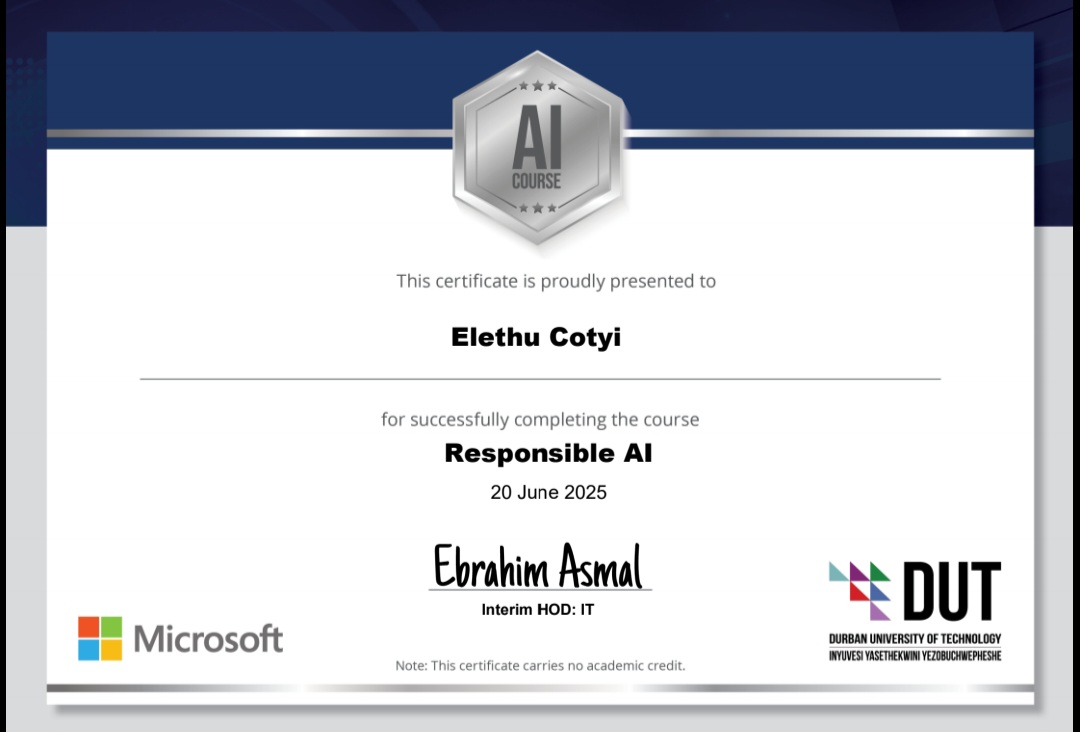 AI
COURSE
This certificate is proudly presented to
Elethu Cotyi
for successfully completing the course
Responsible AI
20 June 2025
Ebrahim Asmal
Interim HOD: IT
Microsoft
DUT
DURBAN UNIVERSITY OF TECHNOLOGY
INYUVESI YASETHEKWINI YEZOBUCHWEPHESHE
Note: This certificate carries no academic credit.